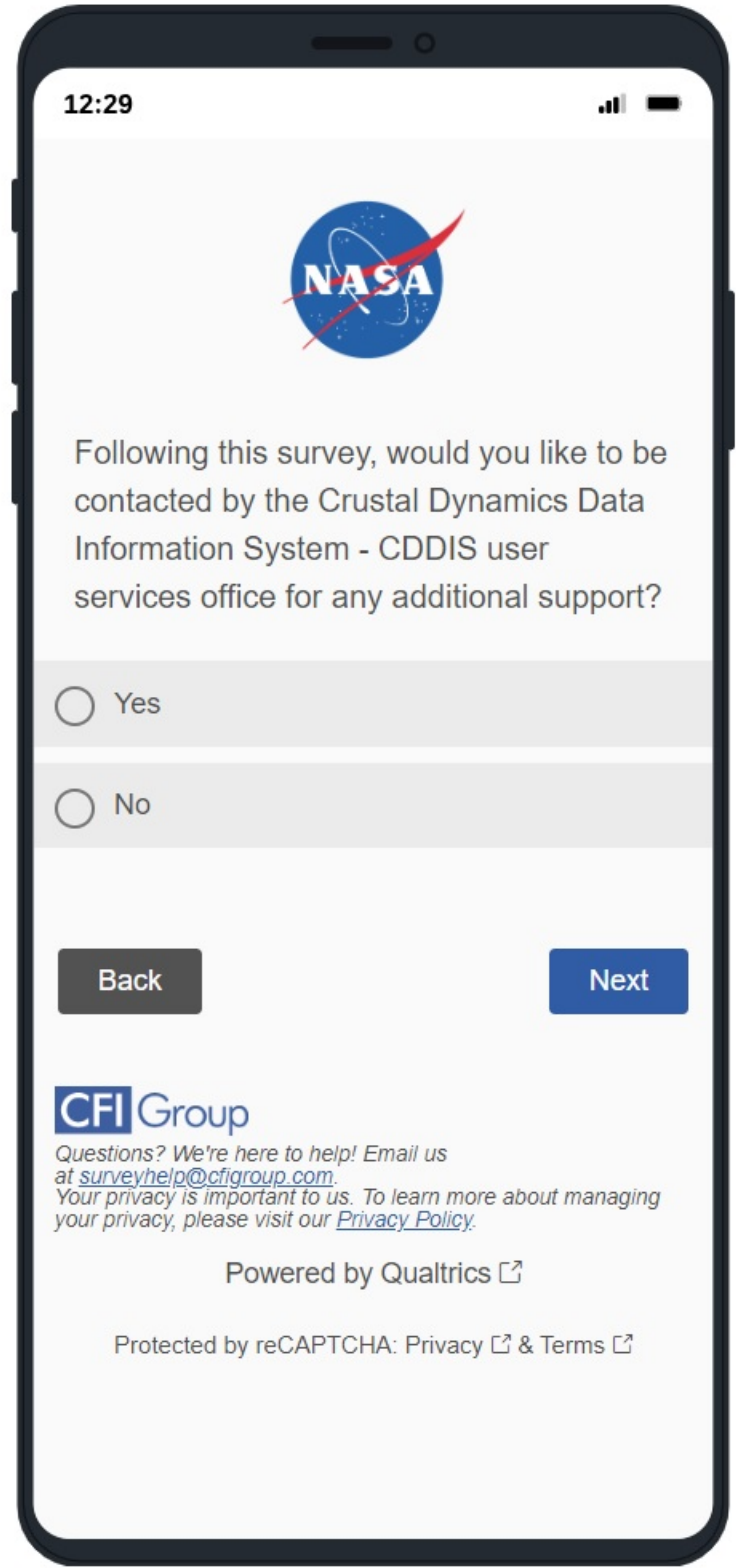 12:29
NASA
Following this survey, would you like to be
contacted by the Crustal Dynamics Data
Information System - CDDIS user
services office for any additional support?
Yes
No
Back
Next
CFI Group
Questions? We're here to help! Email us
at surveyhelp@cfigroup.com.
Your privacy is important to us. To learn more about managing
your privacy, please visit our Privacy Policy.
Powered by Qualtrics
Protected by reCAPTCHA: Privacy & Terms